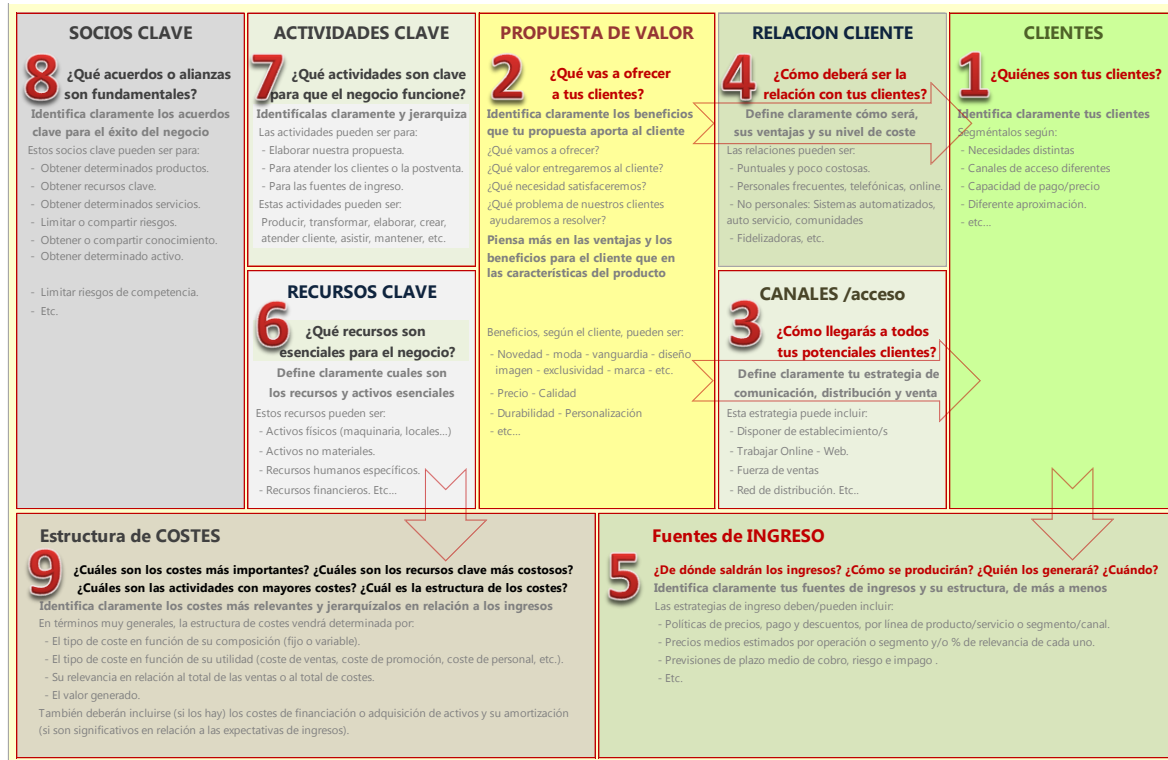 SOCIOS CLAVE
8
¿Qué acuerdos o alianzas
son fundamentales?
Identifica claramente los acuerdos
clave para el éxito del negocio
Estos socios clave pueden ser para:
- Obtener determinados productos.
- Obtener recursos clave.
- Obtener determinados servicios.
- Limitar o compartir riesgos.
- Obtener o compartir conocimiento.
- Obtener determinado activo.
- Limitar riesgos de competencia.
- Etc.
ACTIVIDADES CLAVE
7
¿Qué actividades son clave
para que el negocio funcione?
Identifícalas claramente y jerarquiza
Las actividades pueden ser para:
- Elaborar nuestra propuesta.
- Para atender los clientes o la postventa.
- Para las fuentes de ingreso.
Estas actividades pueden ser:
Producir, transformar, elaborar, crear,
atender cliente, asistir, mantener, etc.
RECURSOS CLAVE
6
¿Qué recursos son
esenciales para el negocio?
Define claramente cuales son
los recursos y activos esenciales
Estos recursos pueden ser:
- Activos físicos (maquinaria, locales...)
- Activos no materiales.
- Recursos humanos especificos.
- Recursos financieros. Etc...
PROPUESTA DE VALOR
2
¿Qué vas a ofrecer
a tus clientes?
Identifica claramente los beneficios
que tu propuesta aporta al cliente
¿Qué vamos a ofrecer?
¿Qué valor entregaremos al cliente?
¿Qué necesidad satisfaceremos?
¿Qué problema de nuestros clientes
ayudaremos a resolver?
Piensa más en las ventajas y los
beneficios para el cliente que en
las características del producto
Beneficios, según el cliente, pueden ser:
- Novedad - moda - vanguardia - diseño
imagen - exclusividad - marca - etc.
- Precio - Calidad
- Durabilidad - Personalización
- etc...
RELACION CLIENTE
4
¿Cómo deberá ser la
relación con tus clientes?
Define claramente cómo será,
sus ventajas y su nivel de coste
Las relaciones pueden ser:
- Puntuales y poco costosas.
- Personales frecuentes, telefónicas, online.
- No personales: Sistemas automatizados,
auto servicio, comunidades
- Fidelizadoras, etc.
CANALES /acceso
3
¿Cómo llegarás a todos
tus potenciales clientes?
Define claramente tu estrategia de
comunicación, distribución y venta
Esta estrategia puede incluir:
- Disponer de establecimiento/s
- Trabajar Online - Web.
- Fuerza de ventas
- Red de distribución. Etc..
CLIENTES
1
¿Quiénes son tus clientes?
Identifica claramente tus clientes
Segméntalos según:
- Necesidades distintas
- Canales de acceso diferentes
- Capacidad de pago/precio
- Diferente aproximación.
- etc...
Estructura de COSTES
9
¿Cuáles son los costes más importantes? ¿Cuáles son los recursos clave más costosos?
¿Cuáles son las actividades con mayores costes? ¿Cuál es la estructura de los costes?
Identifica claramente los costes más relevantes y jerarquízalos en relación a los ingresos
En términos muy generales, la estructura de costes vendrá determinada por:
- El tipo de coste en función de su composición (fijo o variable).
- El tipo de coste en función de su utilidad (coste de ventas, coste de promoción, coste de personal, etc.).
- Su relevancia en relación al total de las ventas o al total de costes.
- El valor generado.
También deberán incluirse (si los hay) los costes de financiación o adquisición de activos y su amortización
(si son significativos en relación a las expectativas de ingresos).
Fuentes de INGRESO
5
¿De dónde saldrán los ingresos? ¿Cómo se producirán? ¿Quién los generará? ¿Cuándo?
Identifica claramente tus fuentes de ingresos y su estructura, de más a menos
Las estrategias de ingreso deben/pueden incluir:
- Politicas de precios, pago y descuentos, por linea de producto/servicio o segmento/canal.
- Precios medios estimados por operación o segmento y/o % de relevancia de cada uno.
- Previsiones de plazo medio de cobro, riesgo e impago .
- Etc.